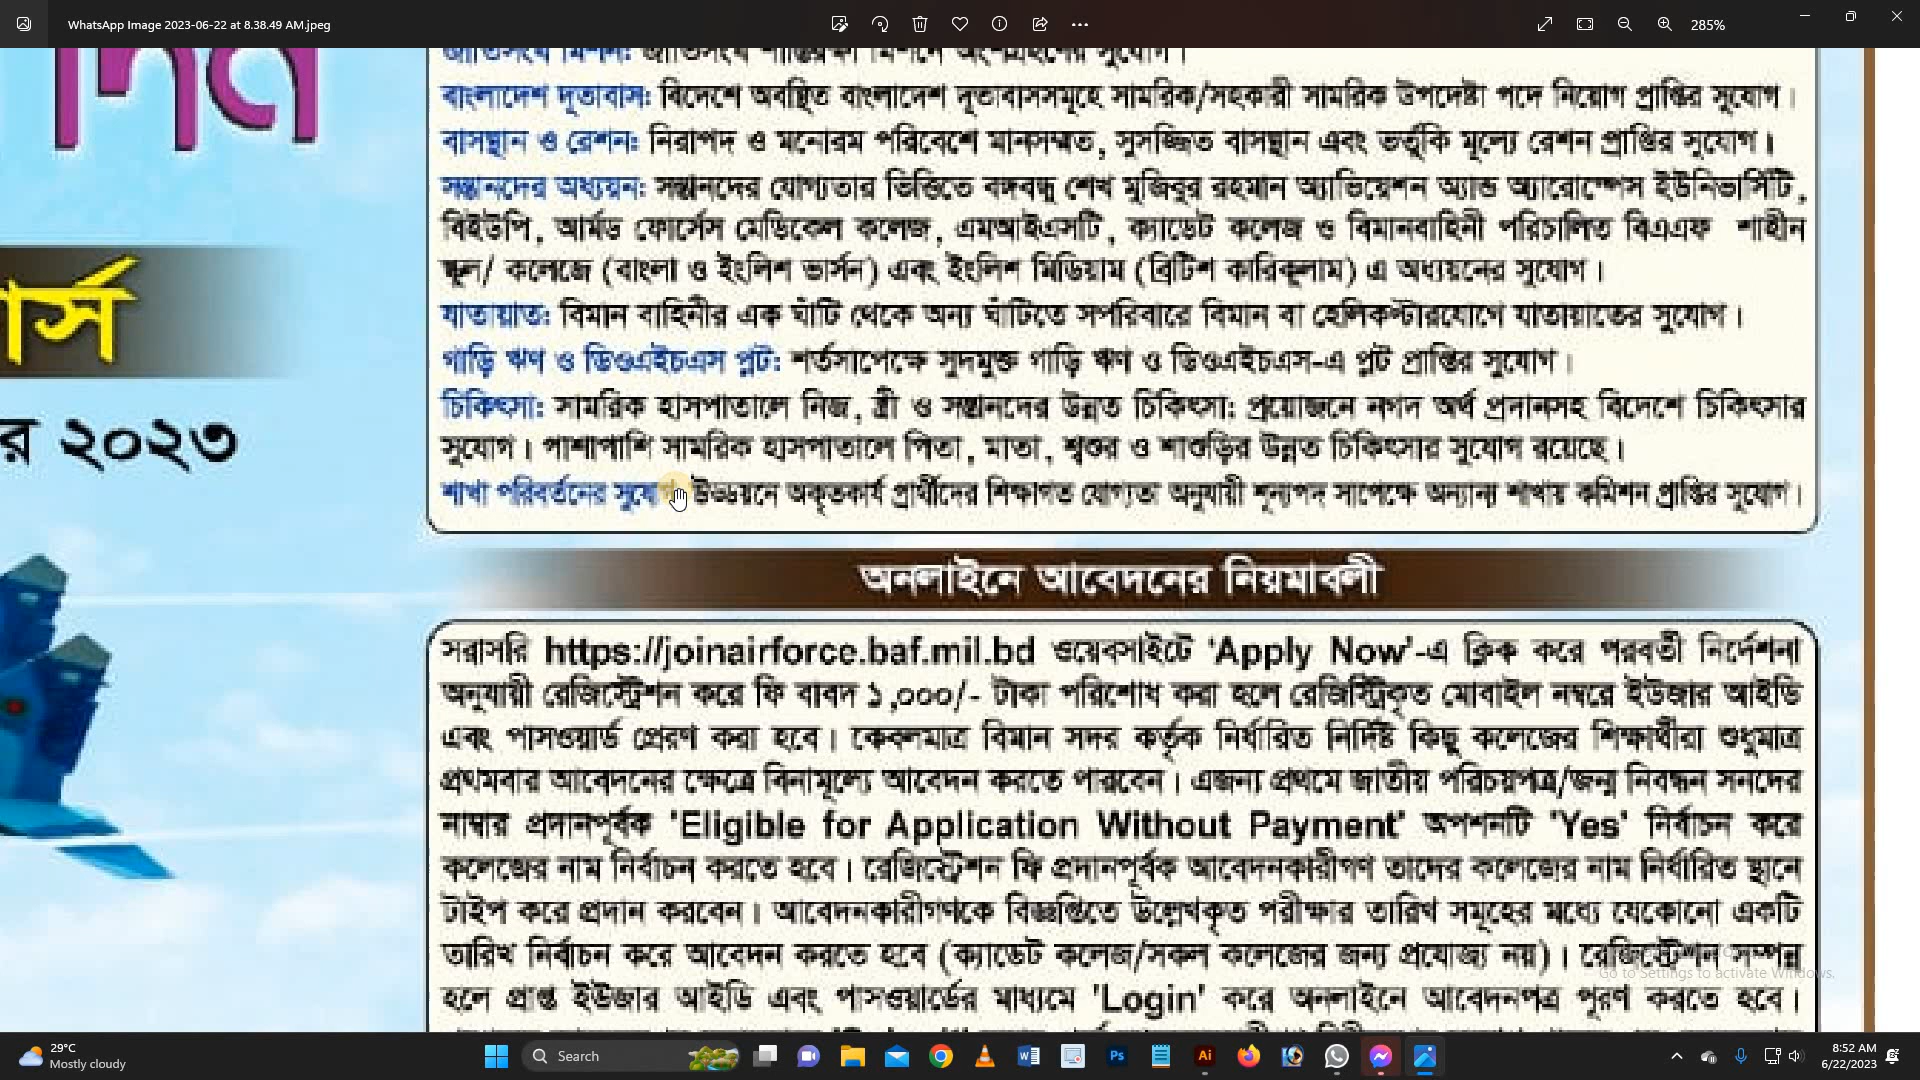 WhatsApp Image 2023-06-22 at 8.38.49 AM.jpeg
285%
জাতিসংঘ মিশন: জাতিসংঘ শান্তিরক্ষা মিশনে অংশগ্রহণের সুযোগ।
বাংলাদেশ দূতাবাস: বিদেশে অবস্থিত বাংলাদেশ দূতাবাসসমূহে সামরিক/সহকারী সামরিক উপদেষ্টা পদে নিয়োগ প্রাপ্তির সুযোগ।
বাসস্থান ও রেশন: নিরাপদ ও মনোরম পরিবেশে মানসম্মত, সুসজ্জিত বাসস্থান এবং ভর্তুকি মূল্যে রেশন প্রাপ্তির সুযোগ।
সন্তানদের অধ্যয়ন: সন্তানদের যোগ্যতার ভিত্তিতে বঙ্গবন্ধু শেখ মুজিবুর রহমান অ্যাভিয়েশন অ্যান্ড অ্যারোস্পেস ইউনিভার্সিটি,
বিইউপি, আর্মড ফোর্সেস মেডিকেল কলেজ, এমআইএসটি, ক্যাডেট কলেজ ও বিমানবাহিনী পরিচালিত বিএএফ শাহীন
স্কুল/ কলেজে (বাংলা ও ইংলিশ ভার্সন) এবং ইংলিশ মিডিয়াম (ব্রিটিশ কারিকুলাম) এ অধ্যয়নের সুযোগ।
র্স
যাতায়াত: বিমান বাহিনীর এক ঘাঁটি থেকে অন্য ঘাঁটিতে সপরিবারে বিমান বা হেলিকপ্টারযোগে যাতায়াতের সুযোগ।
গাড়ি ঋণ ও ডিওএইচএস প্লট: শর্তসাপেক্ষে সুদমুক্ত গাড়ি ঋণ ও ডিওএইচএস-এ প্লট প্রাপ্তির সুযোগ।
র ২০২৩
চিকিৎসা: সামরিক হাসপাতালে নিজ, স্ত্রী ও সন্তানদের উন্নত চিকিৎসা: প্রয়োজনে নগদ অর্থ প্রদানসহ বিদেশে চিকিৎসার
সুযোগ। পাশাপাশি সামরিক হাসপাতালে পিতা, মাতা, শ্বশুর ও শাশুড়ির উন্নত চিকিৎসার সুযোগ রয়েছে।
শাখা পরিবর্তনের সুযোগ উড্ডয়নে অকৃতকার্য প্রার্থীদের শিক্ষাগত যোগ্যতা অনুযায়ী শূন্যপদ সাপেক্ষে অন্যান্য শাখায় কমিশন প্রাপ্তির সুযোগ।
অনলাইনে আবেদনের নিয়মাবলী
সরাসরি https://joinairforce.baf.mil.bd ওয়েবসাইটে ‘Apply Now’-এ ক্লিক করে পরবর্তী নির্দেশনা
অনুযায়ী রেজিস্ট্রেশন করে ফি বাবদ ১,০০০/- টাকা পরিশোধ করা হলে রেজিস্ট্রিকৃত মোবাইল নম্বরে ইউজার আইডি
এবং পাসওয়ার্ড প্রেরণ করা হবে। কেবলমাত্র বিমান সদর কর্তৃক নির্ধারিত নির্দিষ্ট কিছু কলেজের শিক্ষার্থীরা শুধুমাত্র
প্রথমবার আবেদনের ক্ষেত্রে বিনামূল্যে আবেদন করতে পারবেন। এজন্য প্রথমে জাতীয় পরিচয়পত্র/জন্ম নিবন্ধন সনদের
নাম্বার প্রদানপূর্বক 'Eligible for Application Without Payment' অপশনটি 'Yes' নির্বাচন করে
কলেজের নাম নির্বাচন করতে হবে। রেজিস্ট্রেশন ফি প্রদানপূর্বক আবেদনকারীগণ তাদের কলেজের নাম নির্ধারিত স্থানে
টাইপ করে প্রদান করবেন। আবেদনকারীগণকে বিজ্ঞপ্তিতে উল্লেখকৃত পরীক্ষার তারিখ সমূহের মধ্যে যেকোনো একটি
তারিখ নির্বাচন করে আবেদন করতে হবে (ক্যাডেট কলেজ/সকল কলেজের জন্য প্রযোজ্য নয়)। রেজিস্ট্রেশন সম্পন্ন
Go to Settings to activate Windows.
হলে প্রাপ্ত ইউজার আইডি এবং পাসওয়ার্ডের মাধ্যমে 'Login' করে অনলাইনে আবেদনপত্র পূরণ করতে হবে।
29°C
Mostly cloudy
Search
8:52 AM
6/22/2023